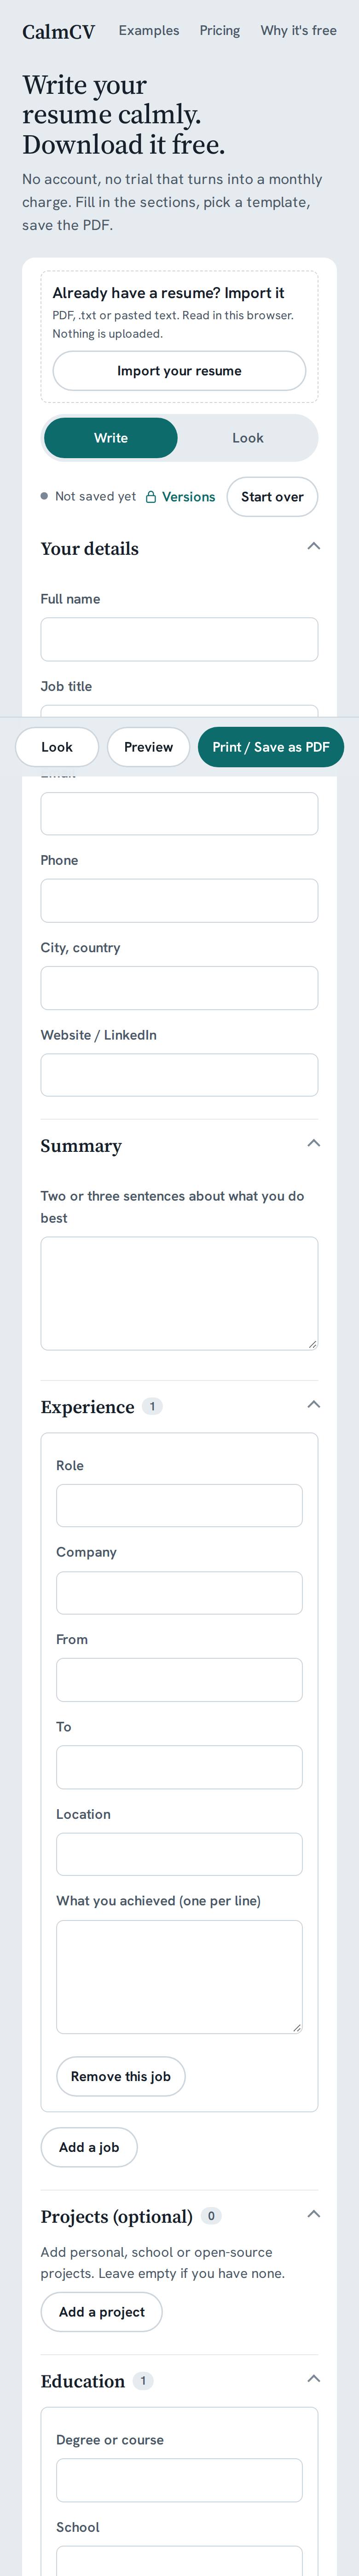 CalmCV Examples Pricing Why it's free
Write your
resume calmly.
Download it free.
No account, no trial that turns into a monthly
charge. Fill in the sections, pick a template,
save the PDF.
Already have a resume? Import it
PDF, .txt or pasted text. Read in this browser.
Nothing is uploaded.
Import your resume
Write Look
Not saved yet Versions Start over
Your details
Full name
Job title
Look Preview Print / Save as PDF
Phone
City, country
Website / LinkedIn
Summary
Two or three sentences about what you do
best
Experience 1
Role
Company
From
To
Location
What you achieved (one per line)
Remove this job
Add a job
Projects (optional) 0
Add personal, school or open-source
projects. Leave empty if you have none.
Add a project
Education 1
Degree or course
School